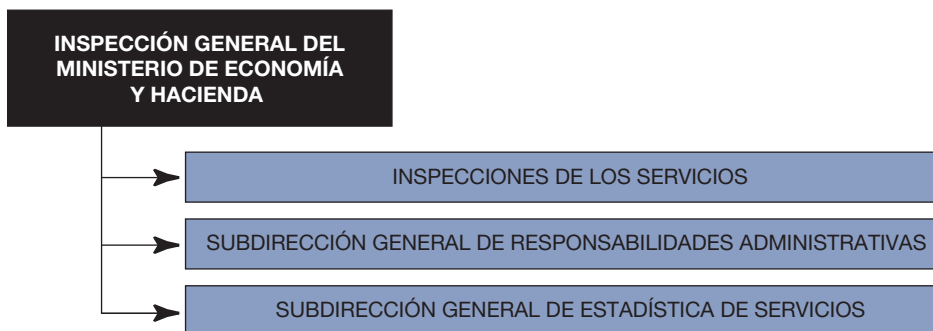 INSPECCIÓN GENERAL DEL
MINISTERIO DE ECONOMÍA
Y HACIENDA
INSPECCIONES DE LOS SERVICIOS
SUBDIRECCIÓN GENERAL DE RESPONSABILIDADES ADMINISTRATIVAS
SUBDIRECCIÓN GENERAL DE ESTADÍSTICA DE SERVICIOS